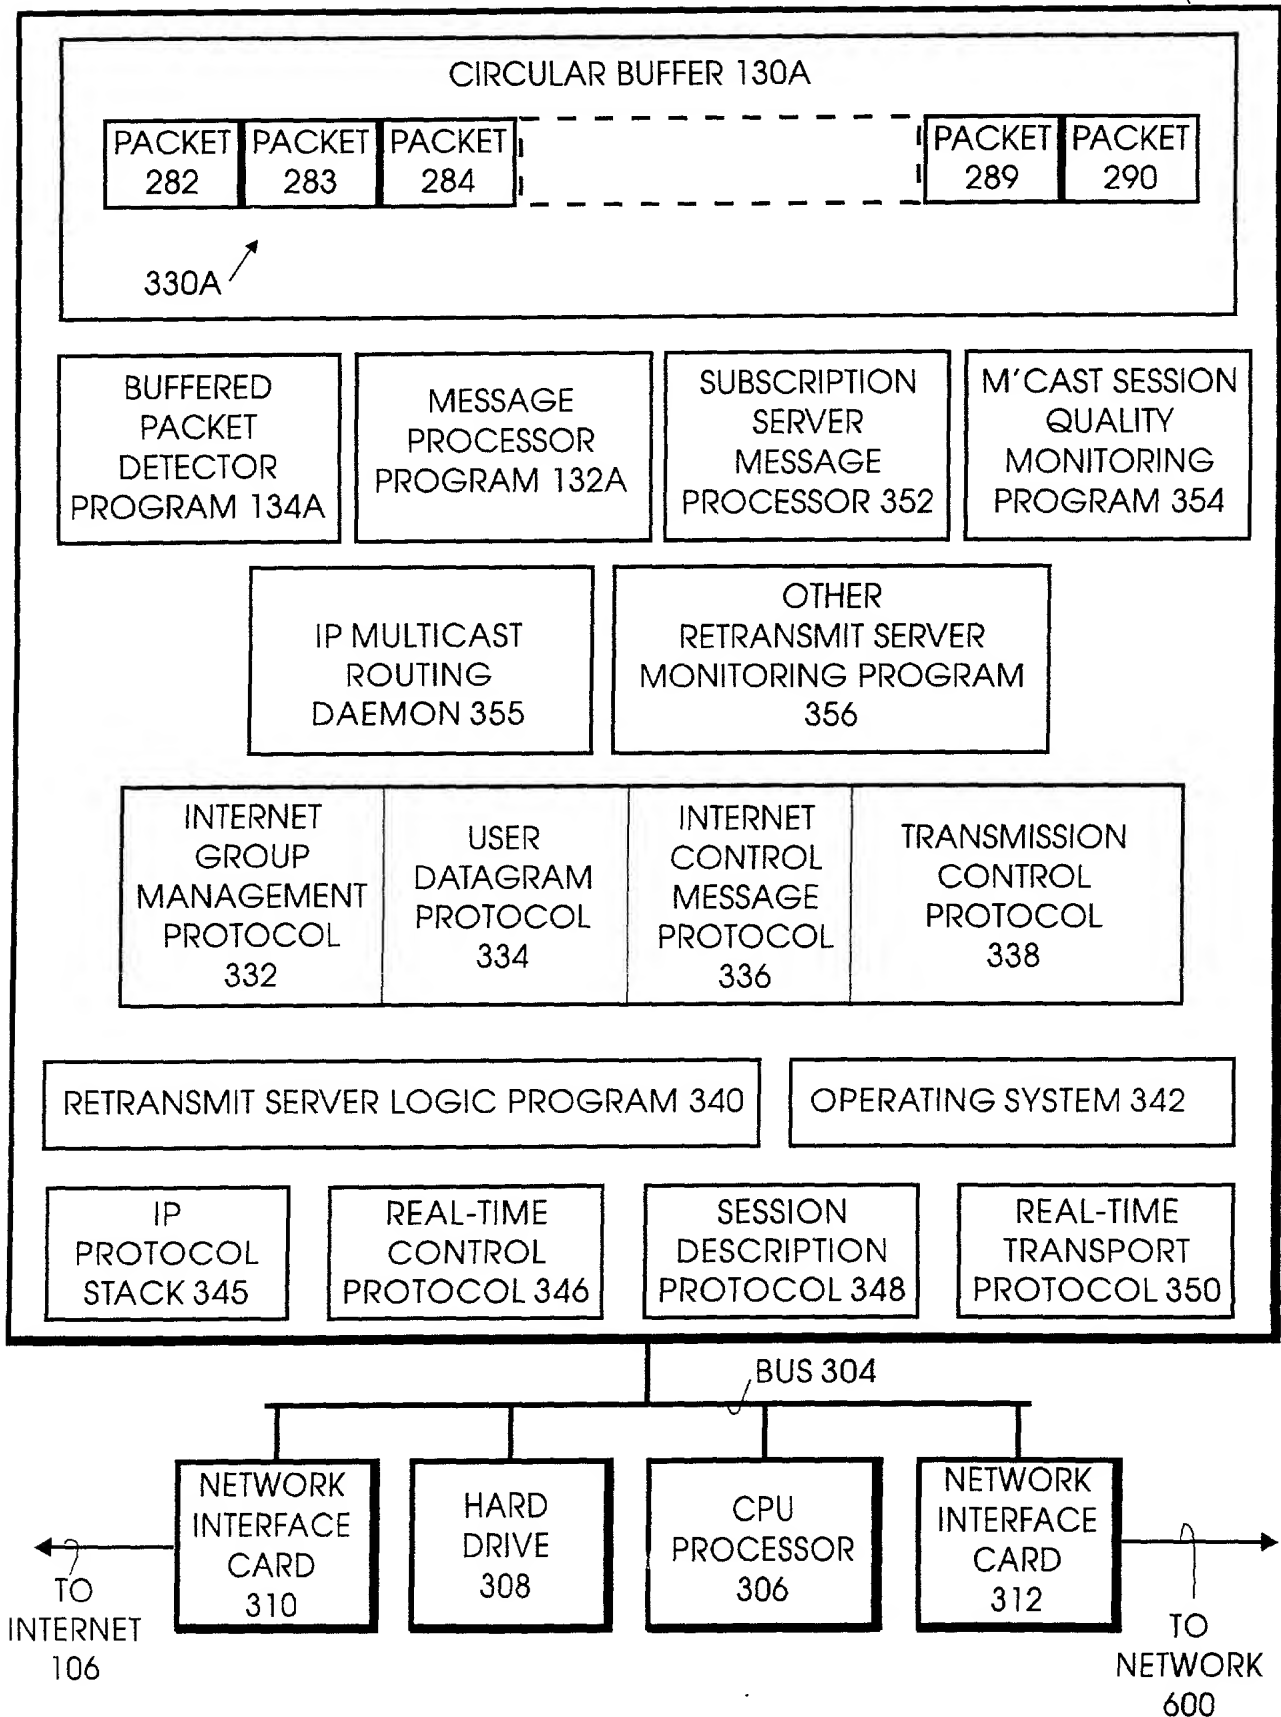 CIRCULAR BUFFER 130A
PACKET
282
PACKET
283
PACKET
284
PACKET
289
PACKET
290
330A
BUFFERED
PACKET
DETECTOR
PROGRAM 134A
MESSAGE
PROCESSOR
PROGRAM 132A
SUBSCRIPTION
SERVER
MESSAGE
PROCESSOR 352
M'CAST SESSION
QUALITY
MONITORING
PROGRAM 354
IP MULTICAST
ROUTING
DAEMON 355
OTHER
RETRANSMIT SERVER
MONITORING PROGRAM
356
INTERNET
GROUP
MANAGEMENT
PROTOCOL
332
USER
DATAGRAM
PROTOCOL
334
INTERNET
CONTROL
MESSAGE
PROTOCOL
336
TRANSMISSION
CONTROL
PROTOCOL
338
RETRANSMIT SERVER LOGIC PROGRAM 340
OPERATING SYSTEM 342
IP
PROTOCOL
STACK 345
REAL-TIME
CONTROL
PROTOCOL 346
SESSION
DESCRIPTION
PROTOCOL 348
REAL-TIME
TRANSPORT
PROTOCOL 350
BUS 304
NETWORK
INTERFACE
CARD
310
HARD
DRIVE
308
CPU
PROCESSOR
306
NETWORK
INTERFACE
CARD
312
TO
INTERNET
106
TO
NETWORK
600